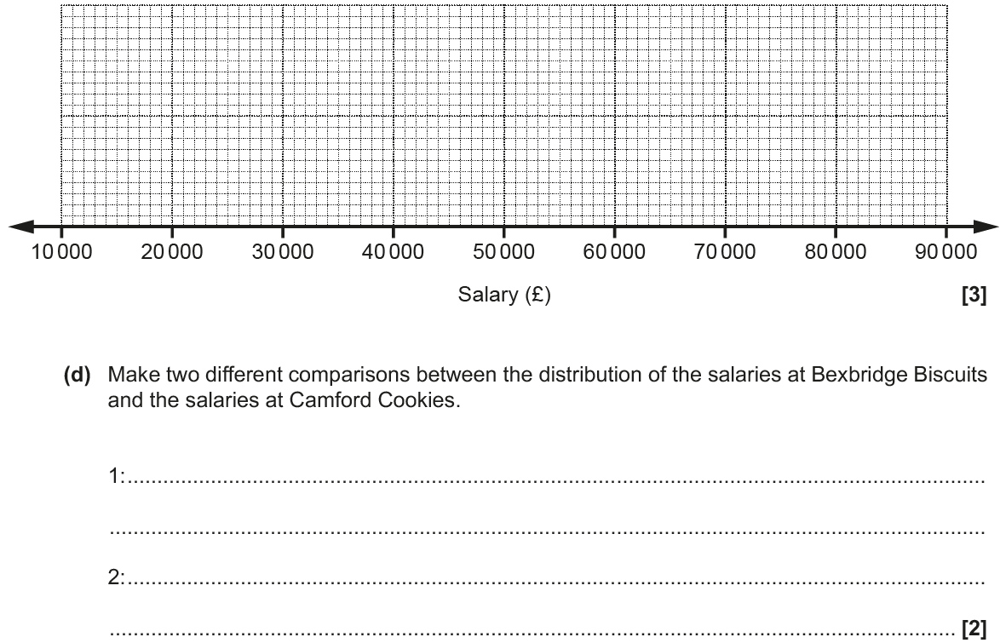 10 000 20 000 30 000 40 000 50 000 60 000 70 000 80 000 90 000
Salary (£) [3]
(d) Make two different comparisons between the distribution of the salaries at Bexbridge Biscuits
and the salaries at Camford Cookies.
1:
2:
[2]